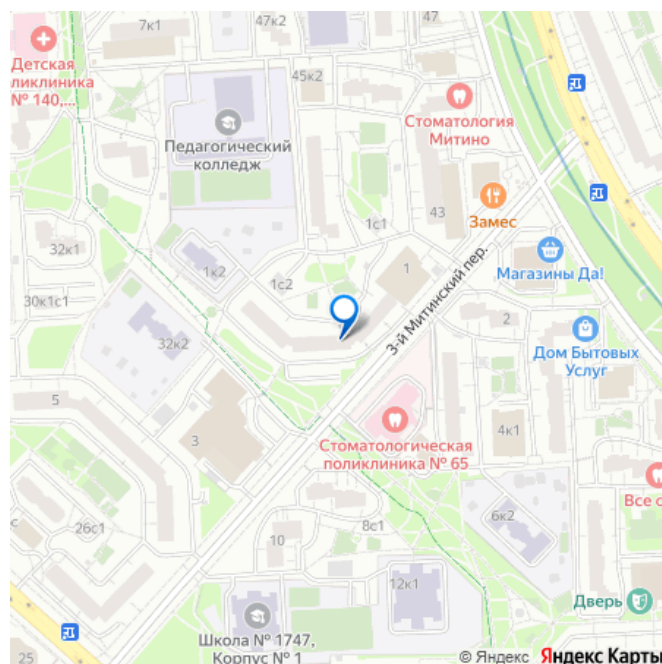 7к1
47к2
Детская
ликлиника
№ 140,...
45к2
Стоматология
Митино
Педагогический
колледж
1с1
43
Замес
32к1
1к2
1с2
1
Магазины Да!
3-й Митинский пер.
30к1с1
32к2
2
Дом Бытовых
Услуг
5
3
Стоматологическая
поликлиника № 65
4к1
Все с
26с1
6к2
8с1
10
12к1
Дверь
Школа № 1747,
Корпус № 1
25
© Яндекс Яндекс Карты